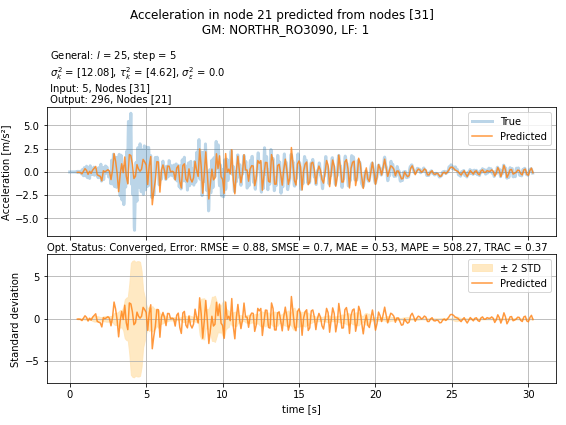 Acceleration in node 21 predicted from nodes [31]
GM: NORTHR_RO3090, LF: 1
General: l = 25, step = 5
σ²ₖ = [12.08], τ²ₖ = [4.62], σ²_ε = 0.0
Input: 5, Nodes [31]
Output: 296, Nodes [21]
Acceleration [m/s²]
5.0
2.5
0.0
−2.5
−5.0
True
Predicted
Opt. Status: Converged, Error: RMSE = 0.88, SMSE = 0.7, MAE = 0.53, MAPE = 508.27, TRAC = 0.37
Standard deviation
5
0
−5
± 2 STD
Predicted
0 5 10 15 20 25 30
time [s]